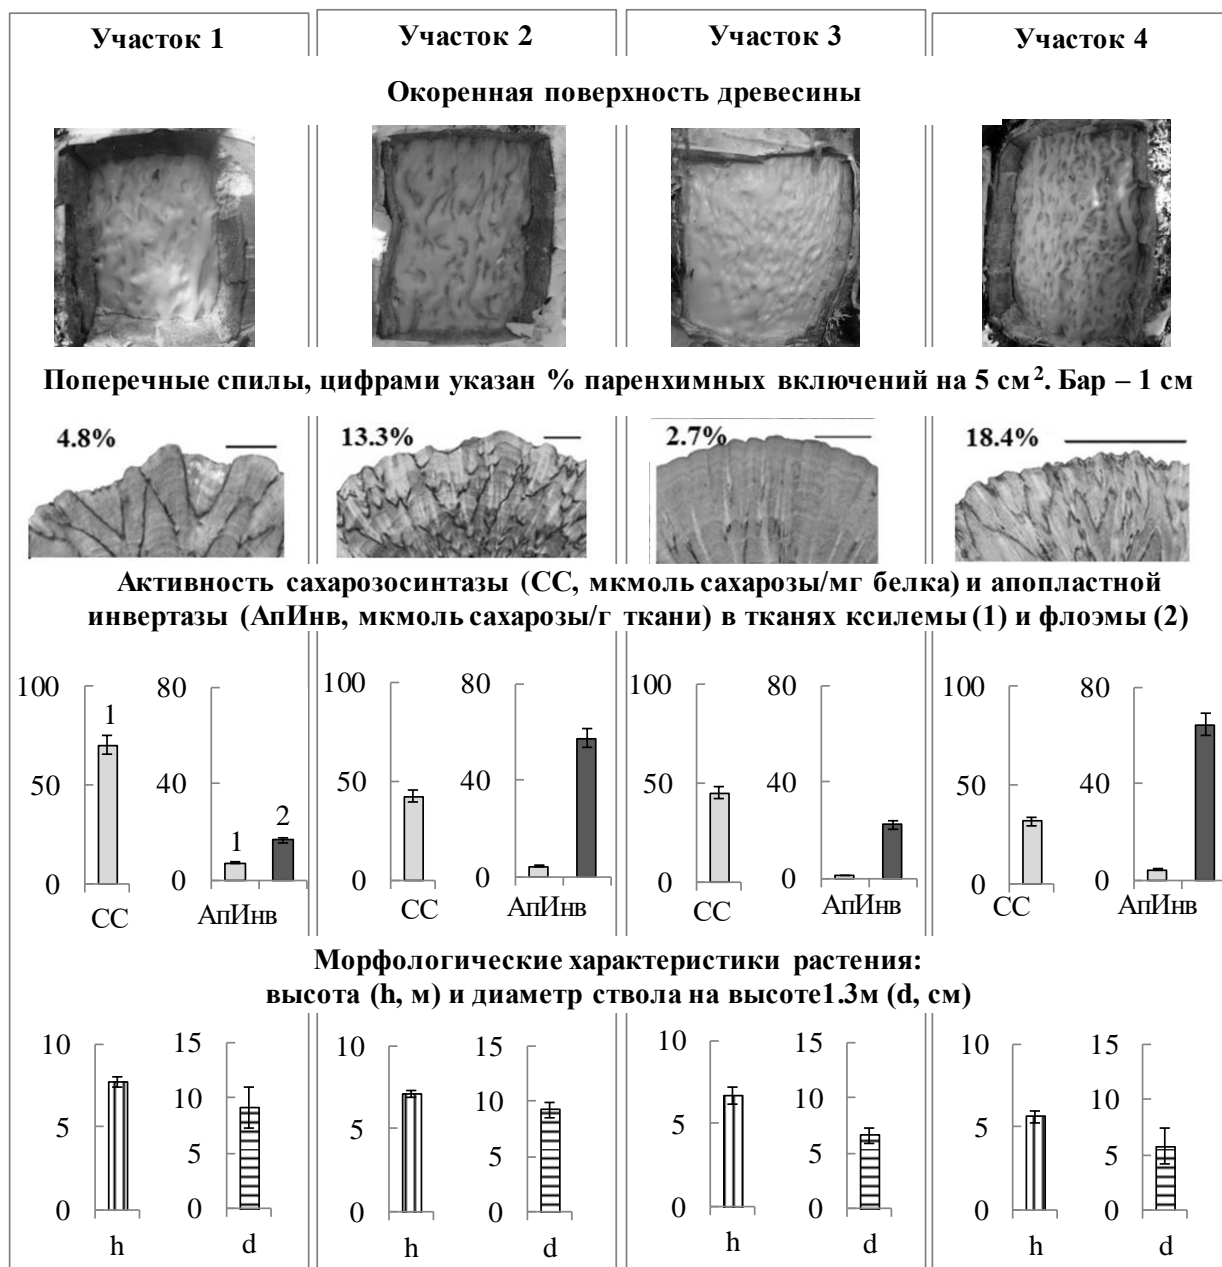 Участок 1 Участок 2 Участок 3 Участок 4
Окоренная поверхность древесины
Поперечные спилы, цифрами указан % паренхимных включений на 5 см². Бар – 1 см
4.8% 13.3% 2.7% 18.4%
Активность сахарозосинтазы (СС, мкмоль сахарозы/мг белка) и апопластной
инвертазы (АпИнв, мкмоль сахарозы/г ткани) в тканях ксилемы (1) и флоэмы (2)
100 80 100 80 100 80 100 80
1
50 40 50 40 50 40 50 40
1 2
0 0 0 0 0 0 0 0
СС АпИнв СС АпИнв СС АпИнв СС АпИнв
Морфологические характеристики растения:
высота (h, м) и диаметр ствола на высоте1.3м (d, см)
10 15 10 15 10 15 10 15
10 10 10 10
5 5 5 5 5 5 5 5
0 0 0 0 0 0 0 0
h d h d h d h d